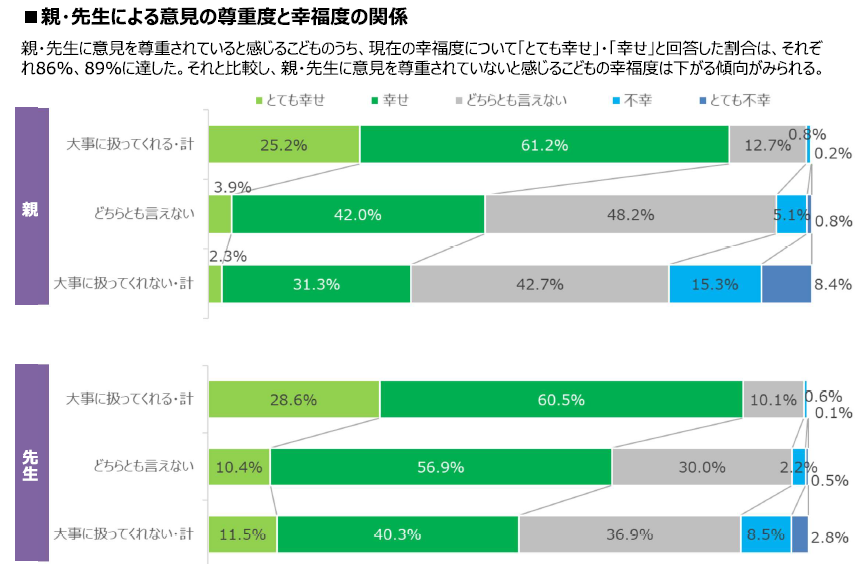 ■親・先生による意見の尊重度と幸福度の関係
親・先生に意見を尊重されていると感じるこどものうち、現在の幸福度について「とても幸せ」・「幸せ」と回答した割合は、それぞ
れ86%、89%に達した。それと比較し、親・先生に意見を尊重されていないと感じるこどもの幸福度は下がる傾向がみられる。
とても幸せ 幸せ どちらとも言えない 不幸 とても不幸
親
大事に扱ってくれる・計 25.2% 61.2% 12.7% 0.8% 0.2%
どちらとも言えない 3.9% 42.0% 48.2% 5.1% 0.8%
大事に扱ってくれない・計 2.3% 31.3% 42.7% 15.3% 8.4%
先生
大事に扱ってくれる・計 28.6% 60.5% 10.1% 0.6% 0.1%
どちらとも言えない 10.4% 56.9% 30.0% 2.2% 0.5%
大事に扱ってくれない・計 11.5% 40.3% 36.9% 8.5% 2.8%